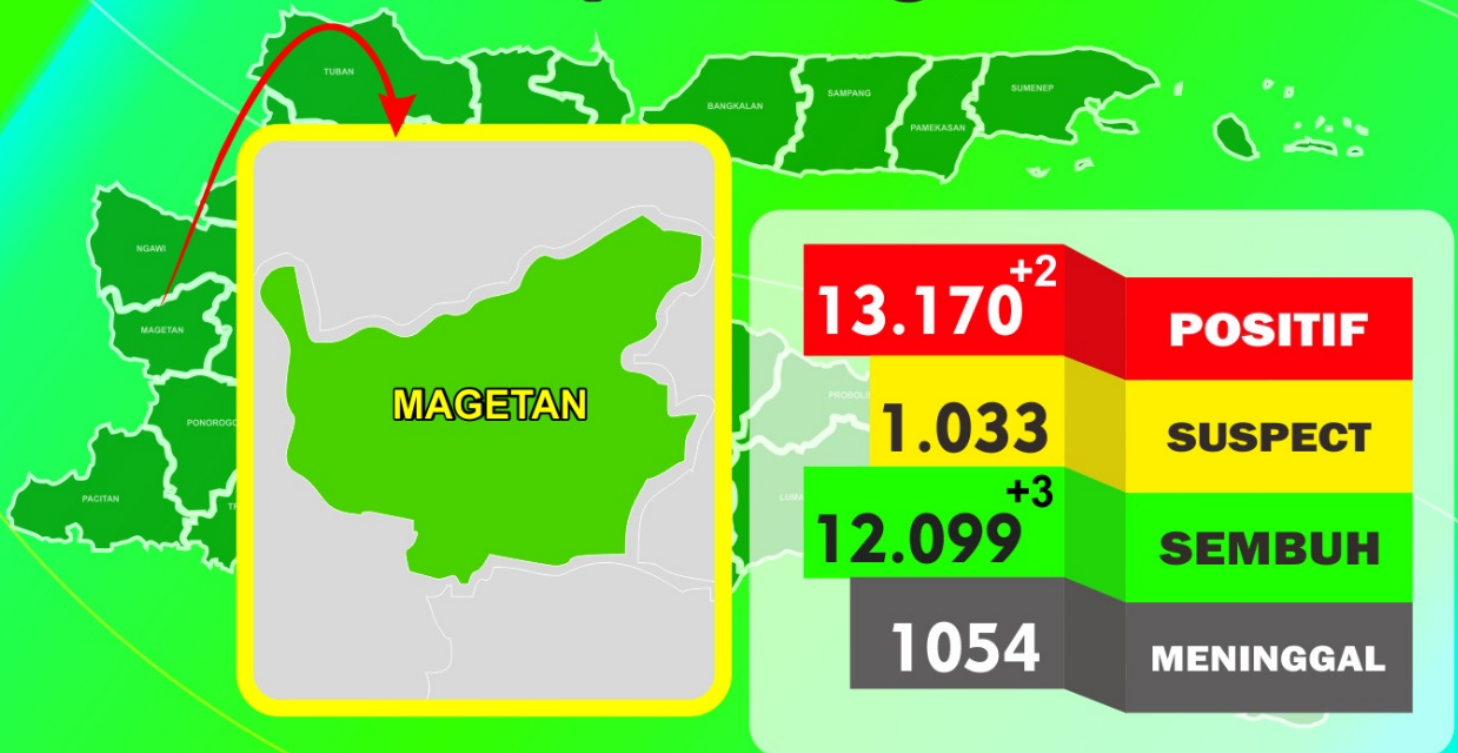 TUBAN
BANGKALAN
SAMPANG
PAMEKASAN
SUMENEP
NGAWI
MAGETAN
PONOROGO
PACITAN
MAGETAN
13.170 +2
POSITIF
1.033
SUSPECT
12.099 +3
SEMBUH
1054
MENINGGAL